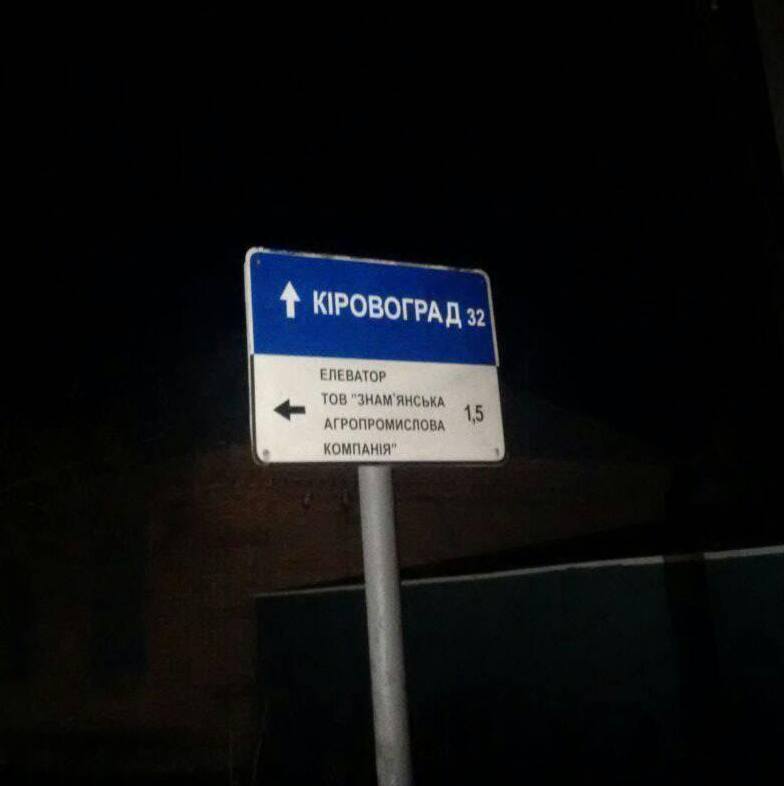 КІРОВОГРАД 32
ЕЛЕВАТОР
ТОВ "ЗНАМ'ЯНСЬКА
АГРОПРОМИСЛОВА
КОМПАНІЯ"
1,5